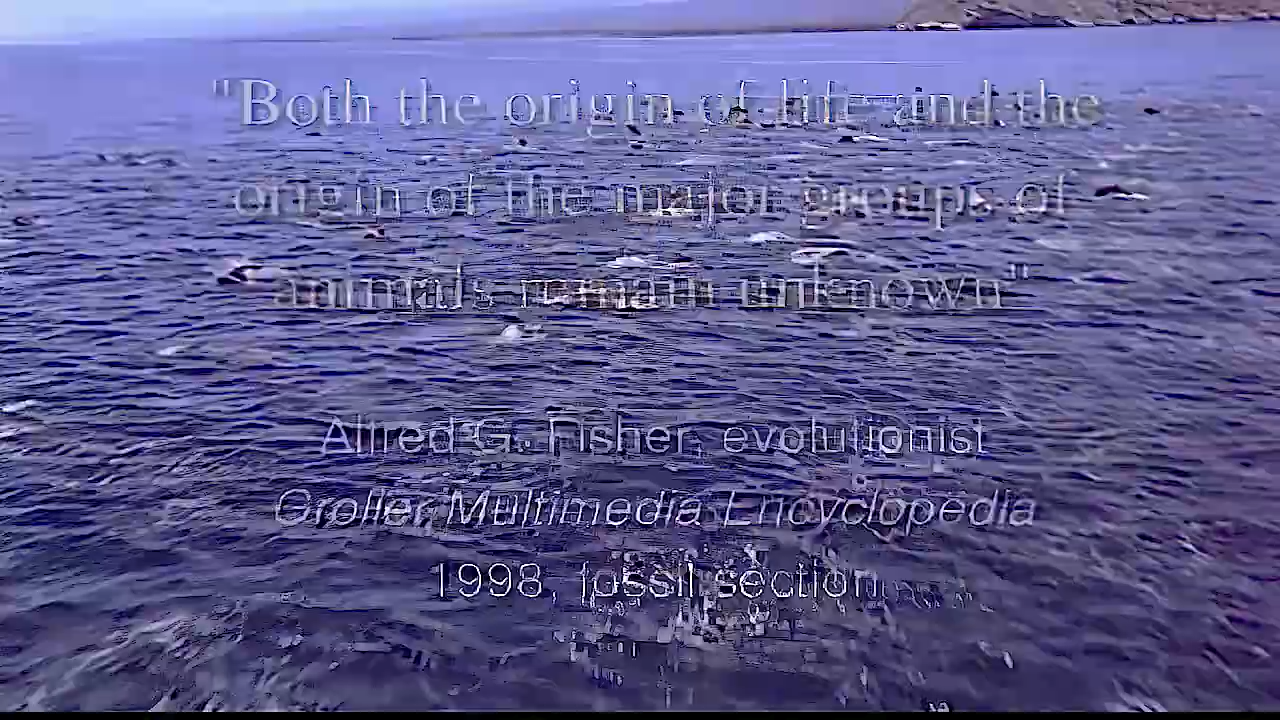 "Both the origin of life and the
origin of the major groups of
animals remain unknown"
Alfred G. Fisher, evolutionist
Grolier Multimedia Encyclopedia
1998, fossil section